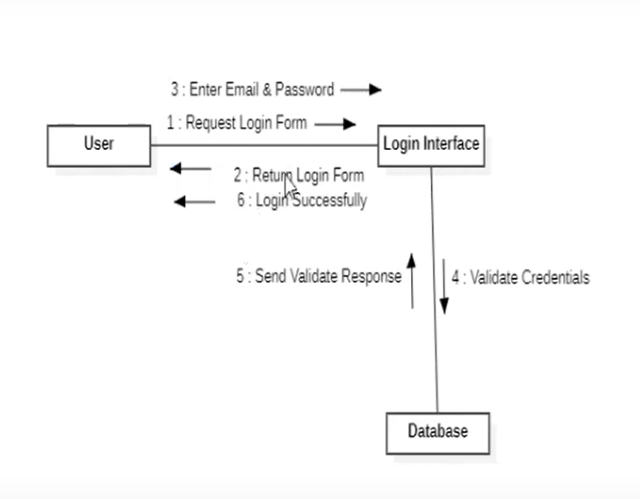 3 : Enter Email & Password
1 : Request Login Form
User
Login Interface
2 : Return Login Form
6 : Login Successfully
5 : Send Validate Response
4 : Validate Credentials
Database